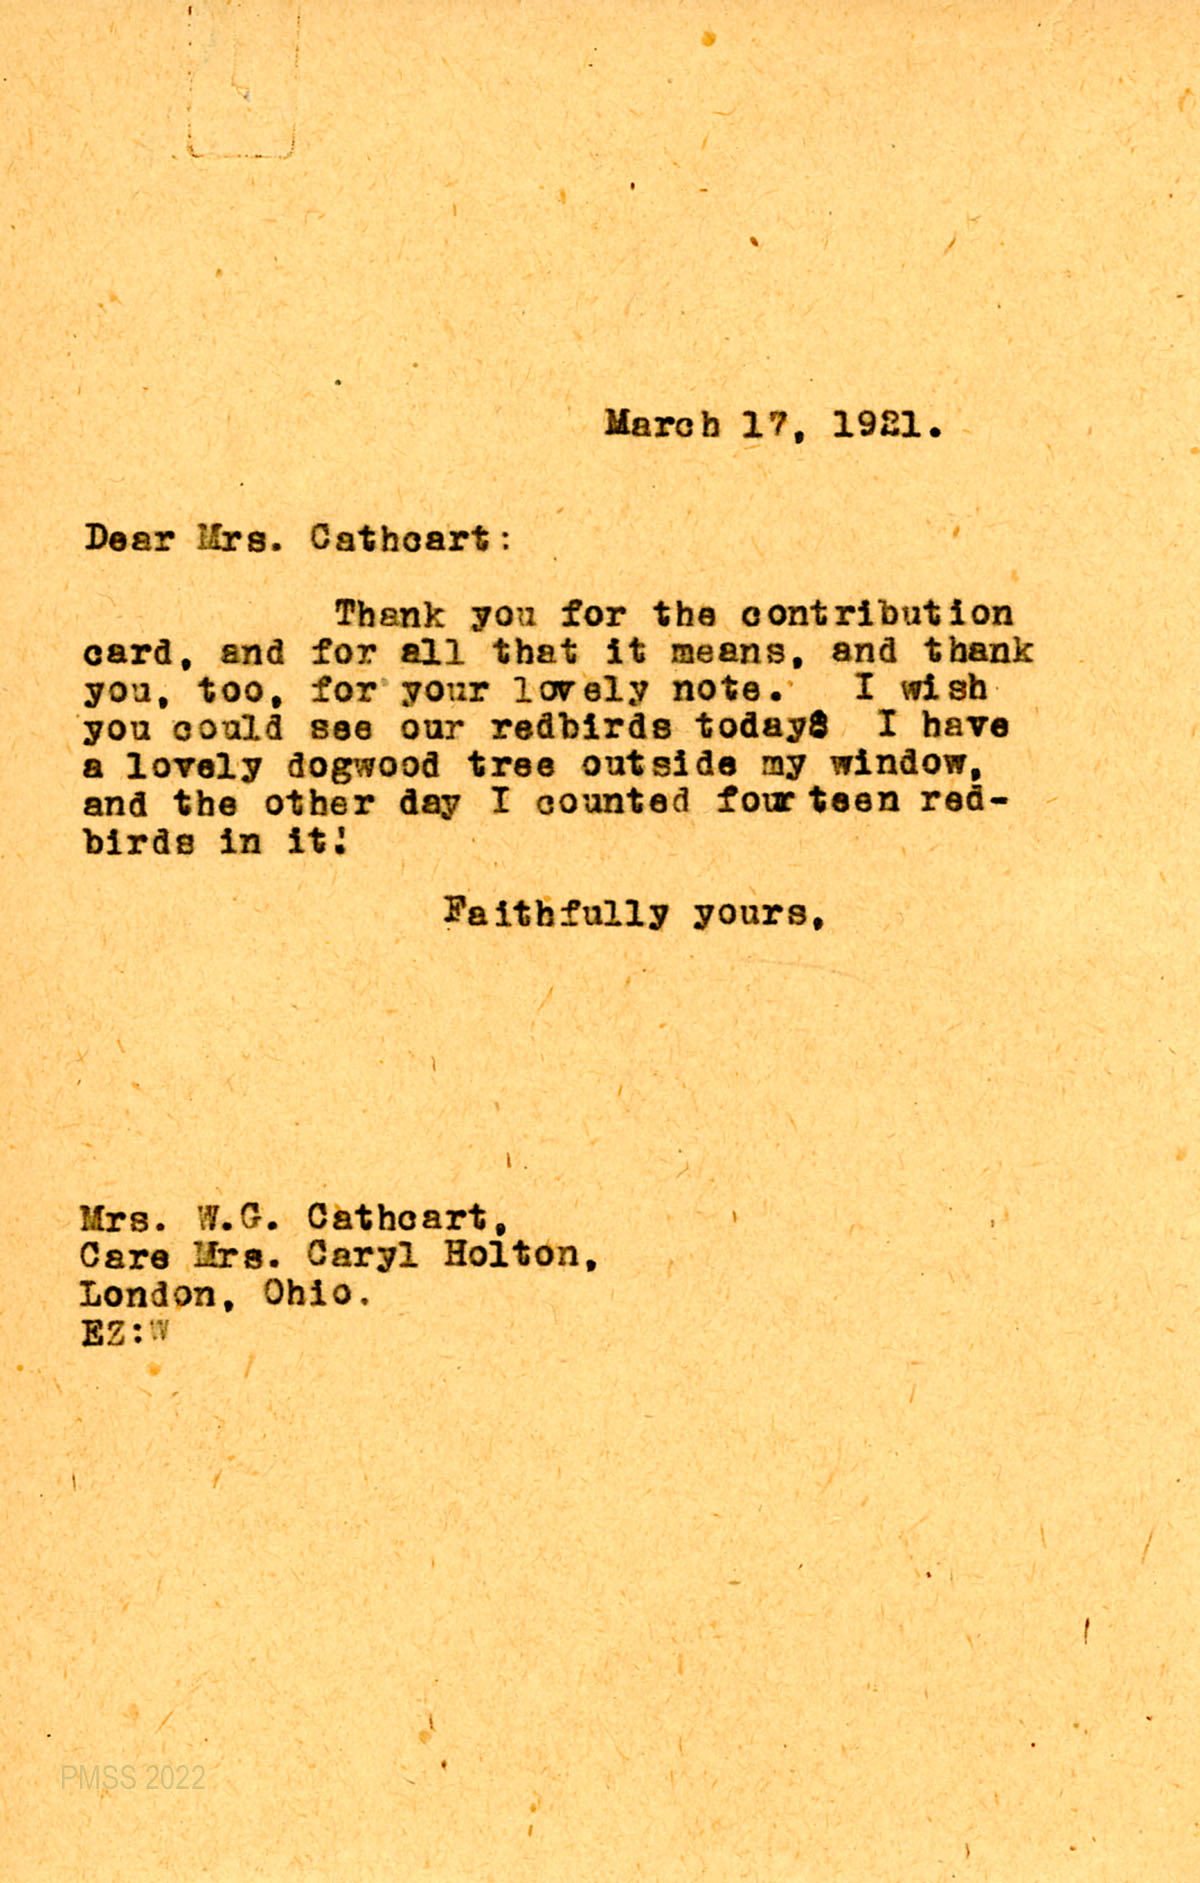 March 17, 1921.
Dear Mrs. Cathcart:
Thank you for the contribution
card, and for all that it means, and thank
you, too, for your lovely note. I wish
you could see our redbirds today I have
a lovely dogwood tree outside my window,
and the other day I counted fourteen red-
birds in it!
Faithfully yours,
Mrs. W.G. Cathcart,
Care Mrs. Caryl Holton,
London, Ohio.
EZ:W
PMSS 2022